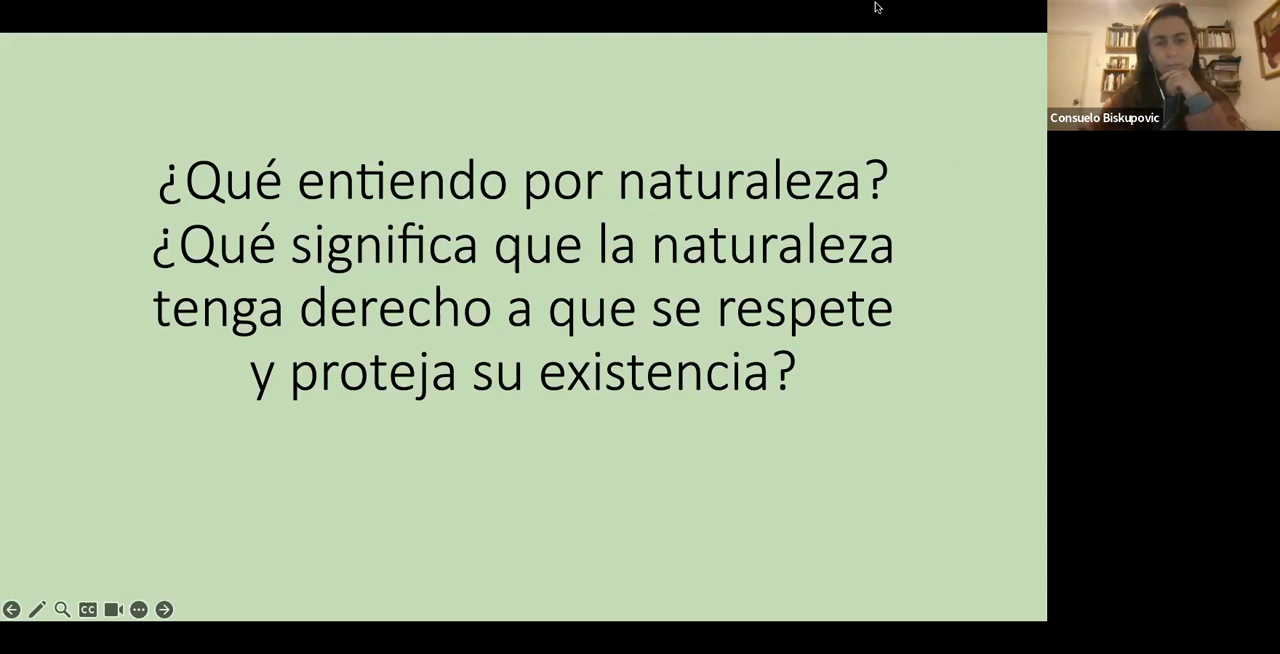 ¿Qué entiendo por naturaleza?
¿Qué significa que la naturaleza
tenga derecho a que se respete
y proteja su existencia?
Consuelo Biskupovic
CC